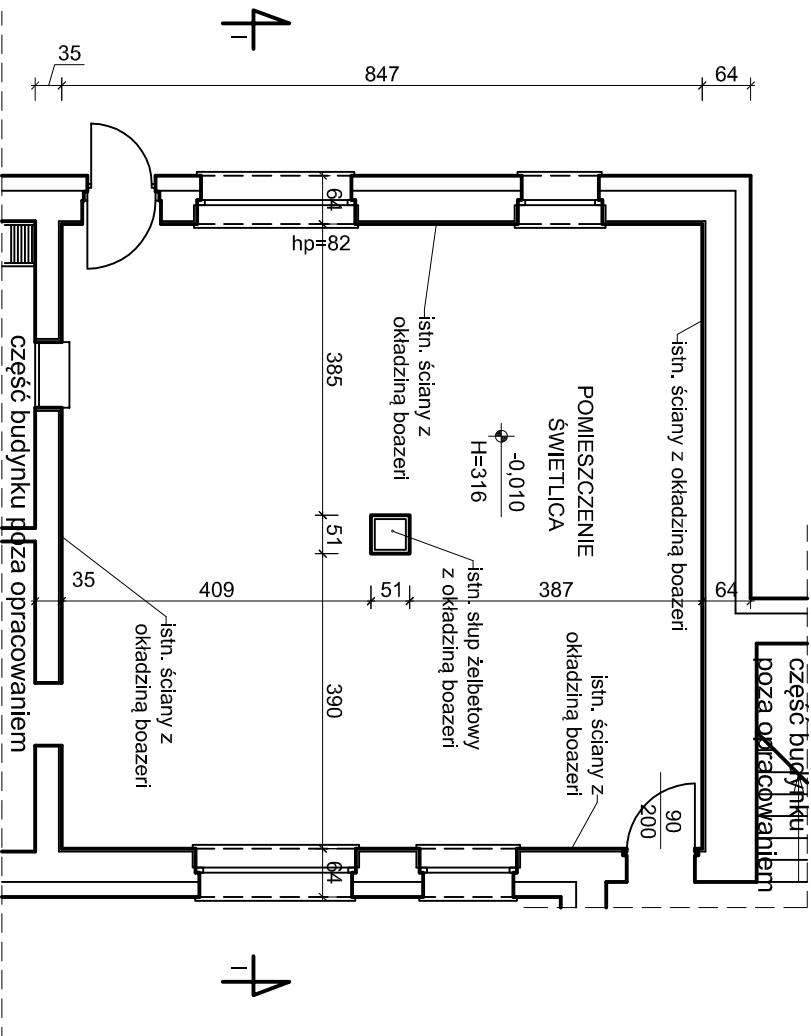 35
847
64
I
64
hp=82
385
51
390
64
35
409
51
387
64
istn. ściany z
okładziną boazeri
istn. ściany z okładziną boazeri
POMIESZCZENIE
ŚWIETLICA
-0,010
H=316
istn. słup żelbetowy
z okładziną boazeri
istn. ściany z
okładziną boazeri
istn. ściany z
okładziną boazeri
90
200
część budynku poza opracowaniem
część budynku
poza opracowaniem
I